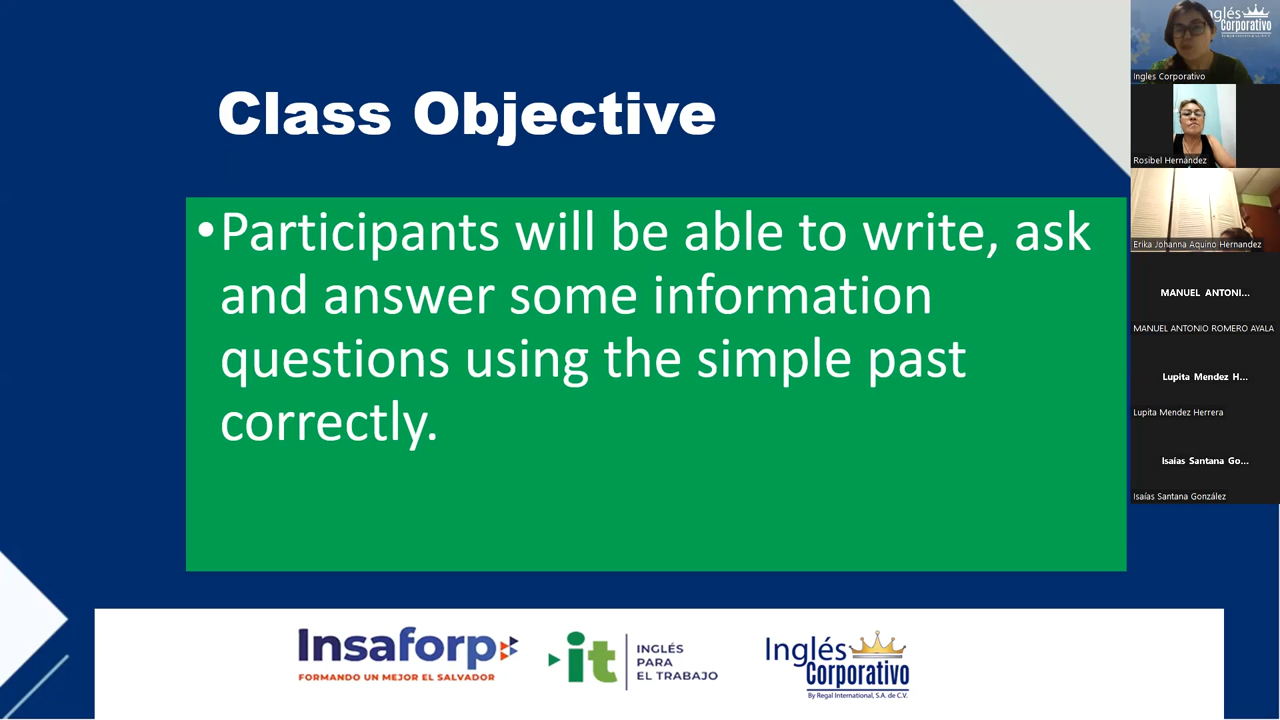 Class Objective
•Participants will be able to write, ask
and answer some information
questions using the simple past
correctly.
Insaforp
FORMANDO UN MEJOR EL SALVADOR
it
INGLÉS
PARA
EL TRABAJO
Inglés
Corporativo
By Regal International, S.A. de C.V.
Inglés
Corporativo
Ingles Corporativo
Rosibel Hernández
Erika Johanna Aquino Hernandez
MANUEL ANTONI...
MANUEL ANTONIO ROMERO AYALA
Lupita Mendez H...
Lupita Mendez Herrera
Isaías Santana Go...
Isaías Santana González